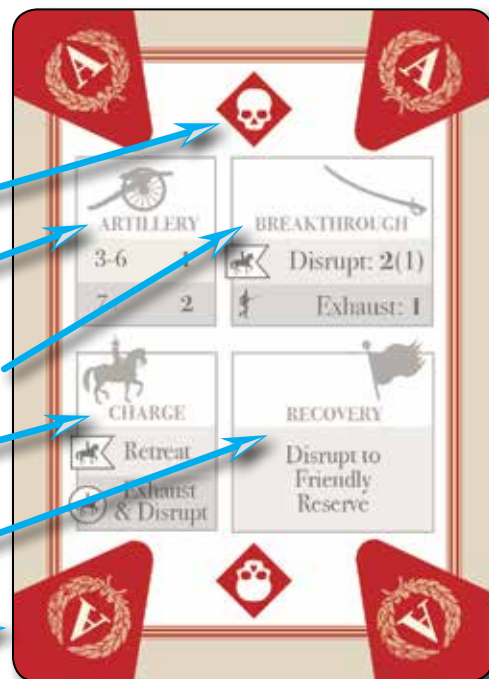 A A
ARTILLERY
3-6 1
7 2
BREAKTHROUGH
Disrupt: 2(1)
Exhaust: 1
CHARGE
Retreat
Exhaust
& Disrupt
RECOVERY
Disrupt to
Friendly
Reserve
A A